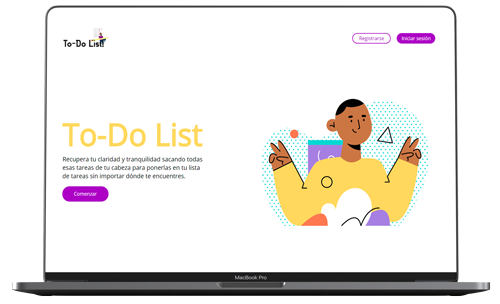 To-Do List!
Registrarse
Iniciar sesión
To-Do List
Recupera tu claridad y tranquilidad sacando todas
esas tareas de tu cabeza para ponerlas en tu lista
de tareas sin importar dónde te encuentres.
Comenzar
MacBook Pro